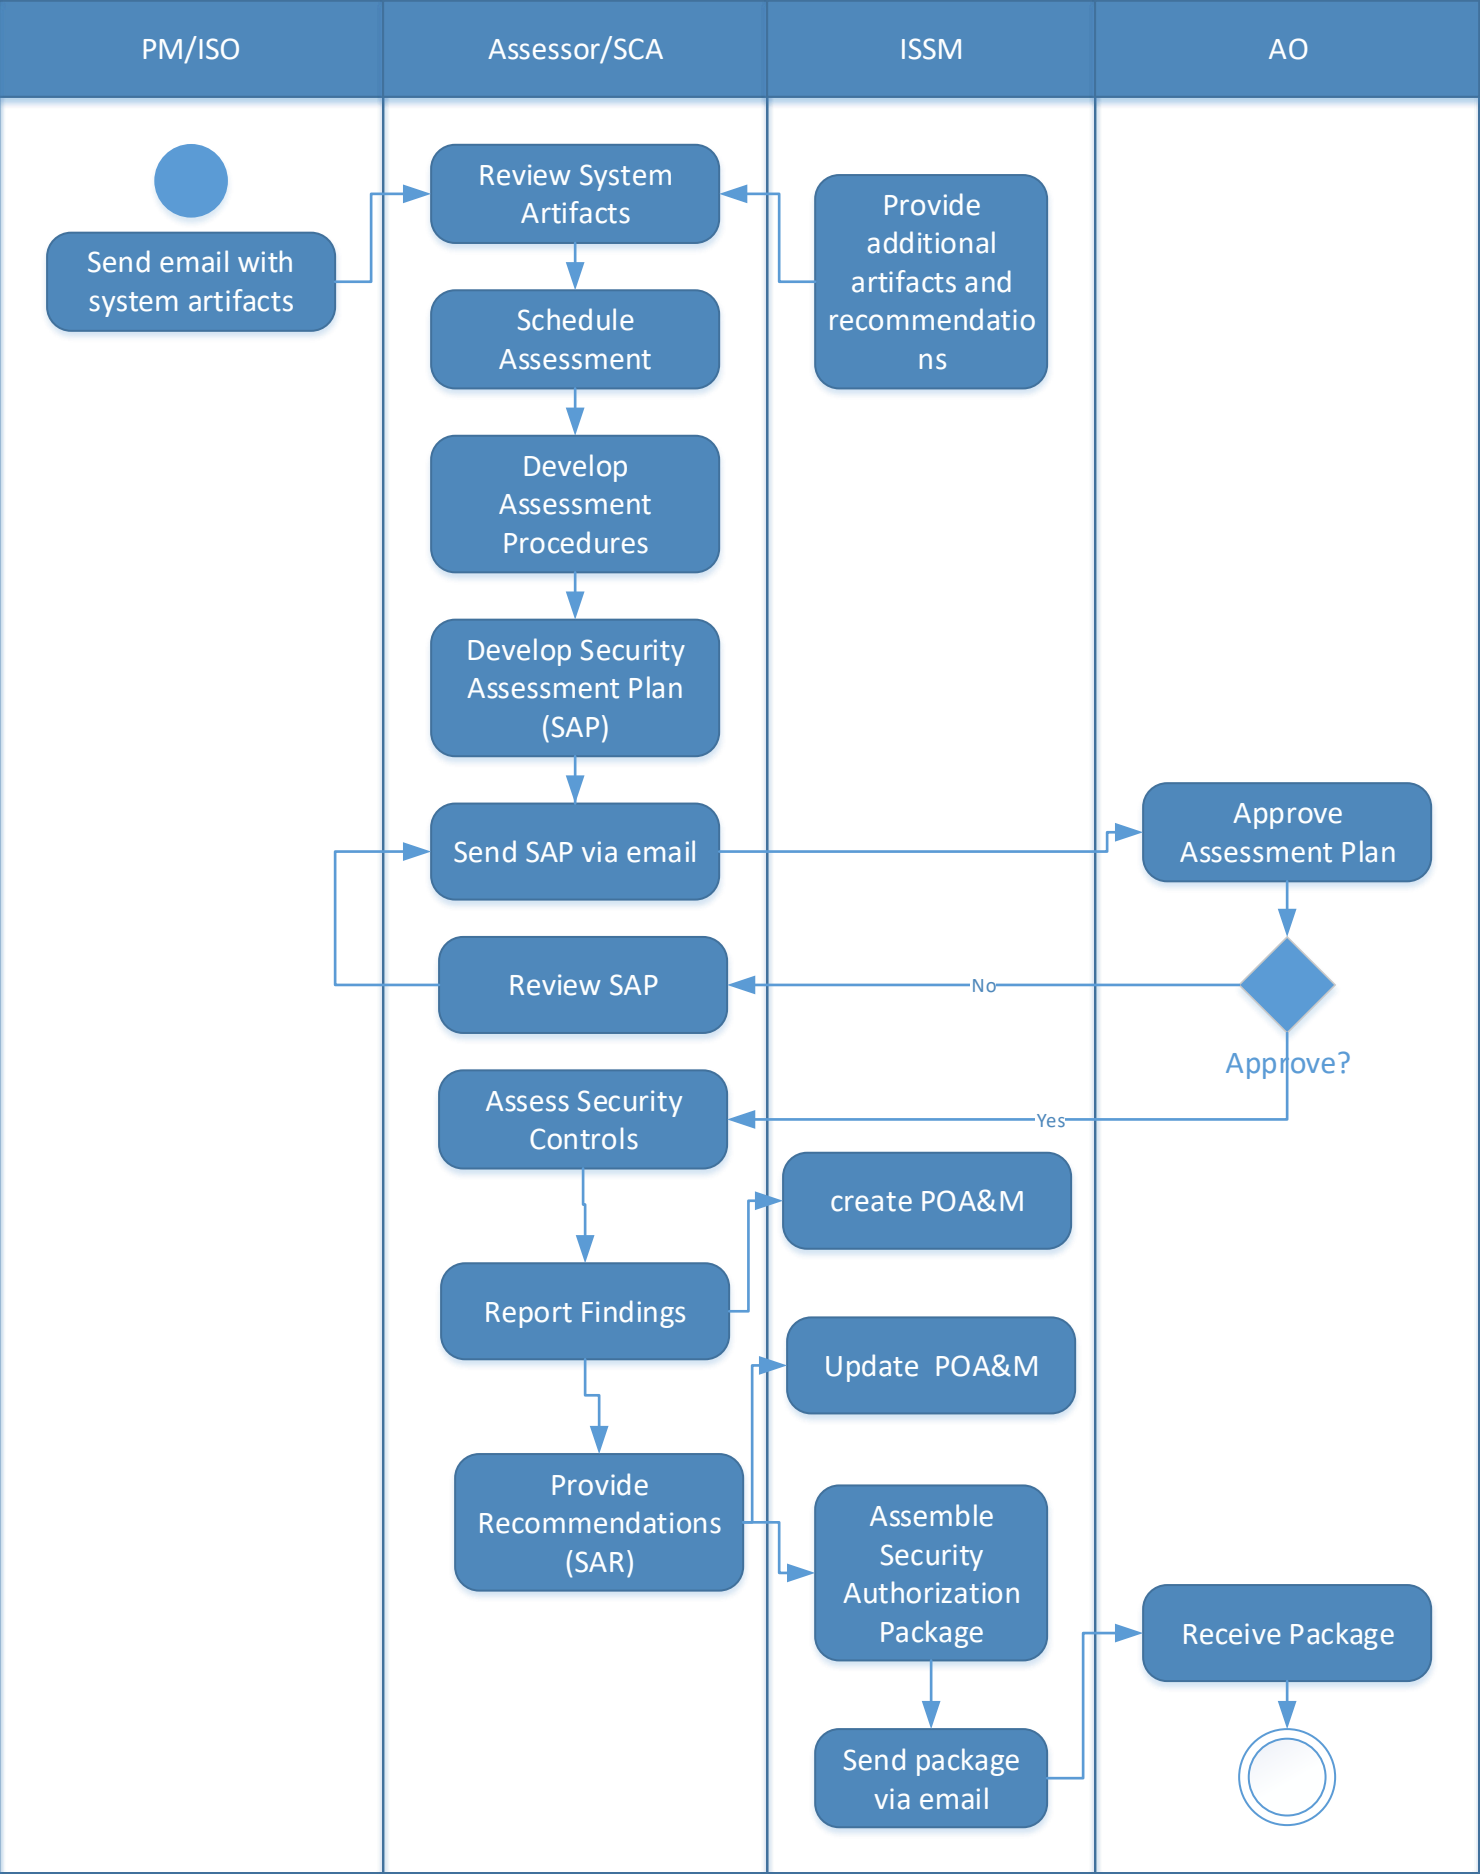 PM/ISO
Assessor/SCA
ISSM
AO
Send email with
system artifacts
Review System
Artifacts
Provide
additional
artifacts and
recommendatio
ns
Schedule
Assessment
Develop
Assessment
Procedures
Develop Security
Assessment Plan
(SAP)
Send SAP via email
Approve
Assessment Plan
Review SAP
No
Approve?
Assess Security
Controls
Yes
create POA&M
Report Findings
Update  POA&M
Provide
Recommendations
(SAR)
Assemble
Security
Authorization
Package
Receive Package
Send package
via email